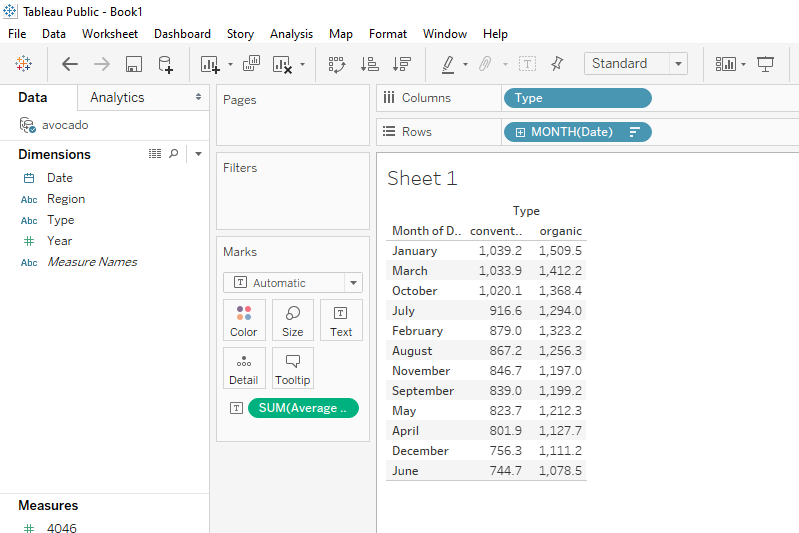 Tableau Public - Book1
File Data Worksheet Dashboard Story Analysis Map Format Window Help
Standard
Data Analytics
avocado
Dimensions
Date
Abc Region
Abc Type
Year
Abc Measure Names
Measures
4046
Pages
Filters
Marks
Automatic
Color Size Text
Detail Tooltip
SUM(Average ..
Columns Type
Rows MONTH(Date)
Sheet 1
Type
Month of D.. convent.. organic
January 1,039.2 1,509.5
March 1,033.9 1,412.2
October 1,020.1 1,368.4
July 916.6 1,294.0
February 879.0 1,323.2
August 867.2 1,256.3
November 846.7 1,197.0
September 839.0 1,199.2
May 823.7 1,212.3
April 801.9 1,127.7
December 756.3 1,111.2
June 744.7 1,078.5